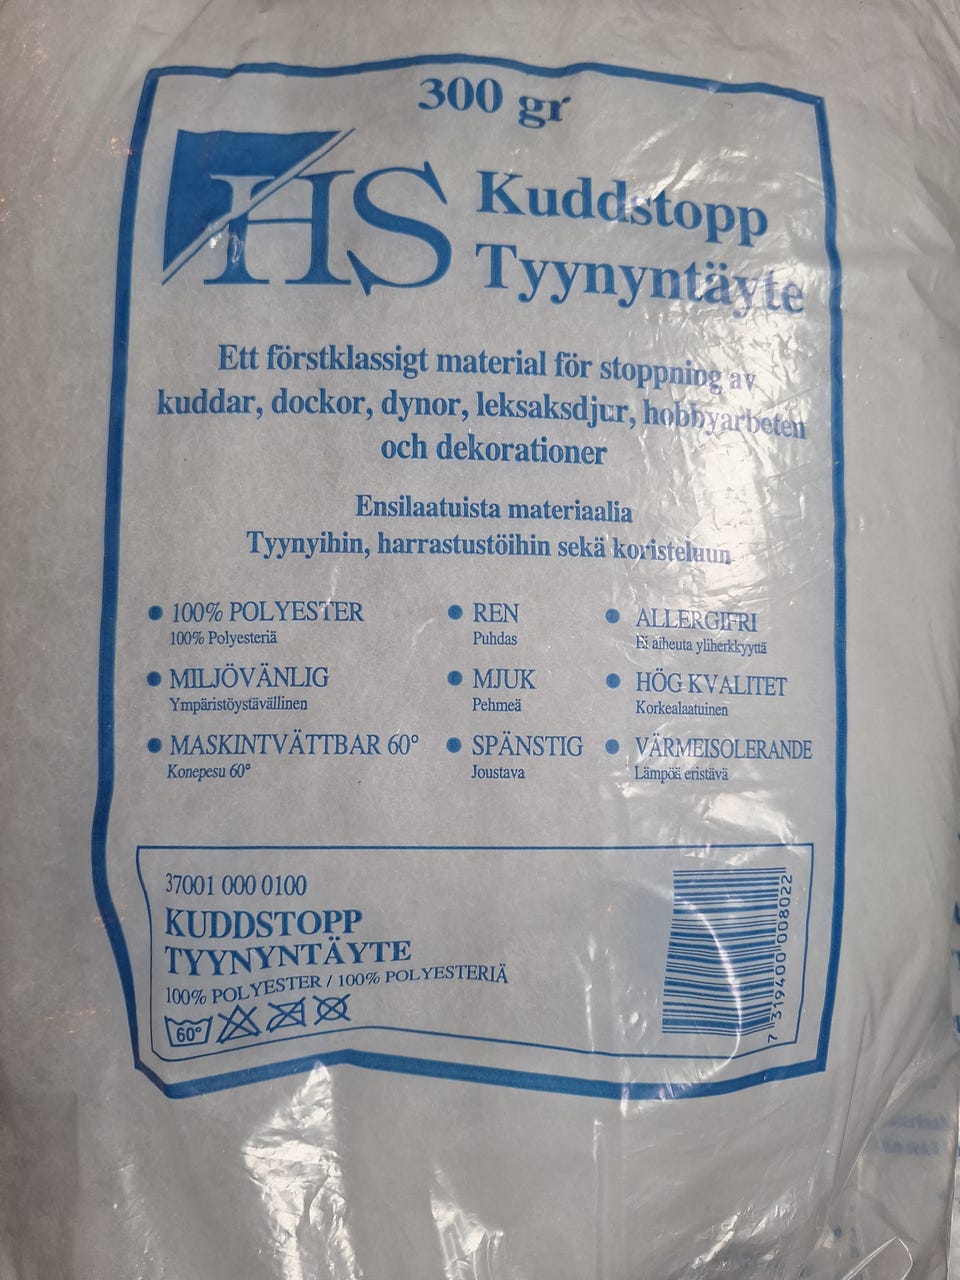 300 gr
HS
Kuddstopp
Tyynyntäyte
Ett förstklassigt material för stoppning av
kuddar, dockor, dynor, leksaksdjur, hobbyarbeten
och dekorationer
Ensilaatuista materiaalia
Tyynyihin, harrastustöihin sekä koristeluun
100% POLYESTER
100% Polyesteriä
REN
Puhdas
ALLERGIFRI
Ei aiheuta yliherkkyyttä
MILJÖVÄNLIG
Ympäristöystävällinen
MJUK
Pehmeä
HÖG KVALITET
Korkealaatuinen
MASKINTVÄTTBAR 60°
Konepesu 60°
SPÄNSTIG
Joustava
VÄRMEISOLERANDE
Lämpöä eristävä
37001 000 0100
KUDDSTOPP
TYYNYNTÄYTE
100% POLYESTER / 100% POLYESTERIÄ
60°
7 319400 008022